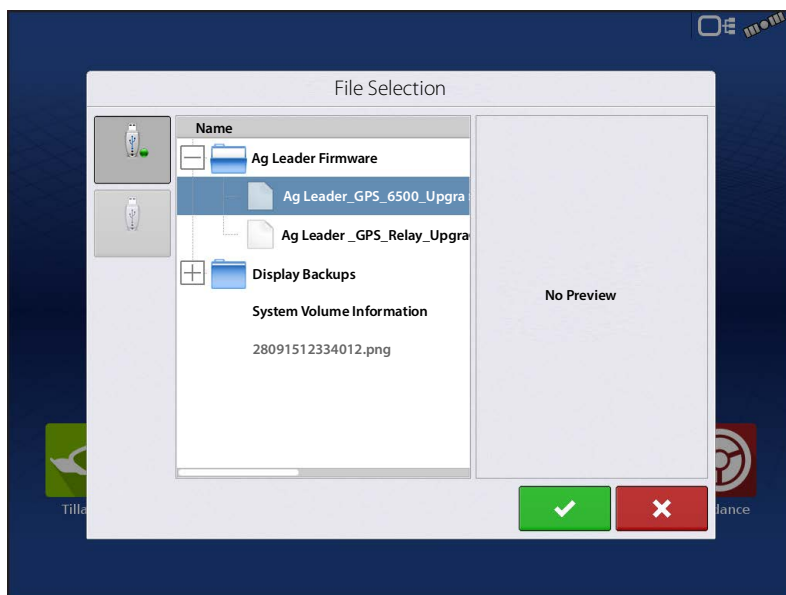 File Selection
Name
Ag Leader Firmware
Ag Leader_GPS_6500_Upgra
Ag Leader _GPS_Relay_Upgra
Display Backups
System Volume Information
28091512334012.png
No Preview
Tilla
dance